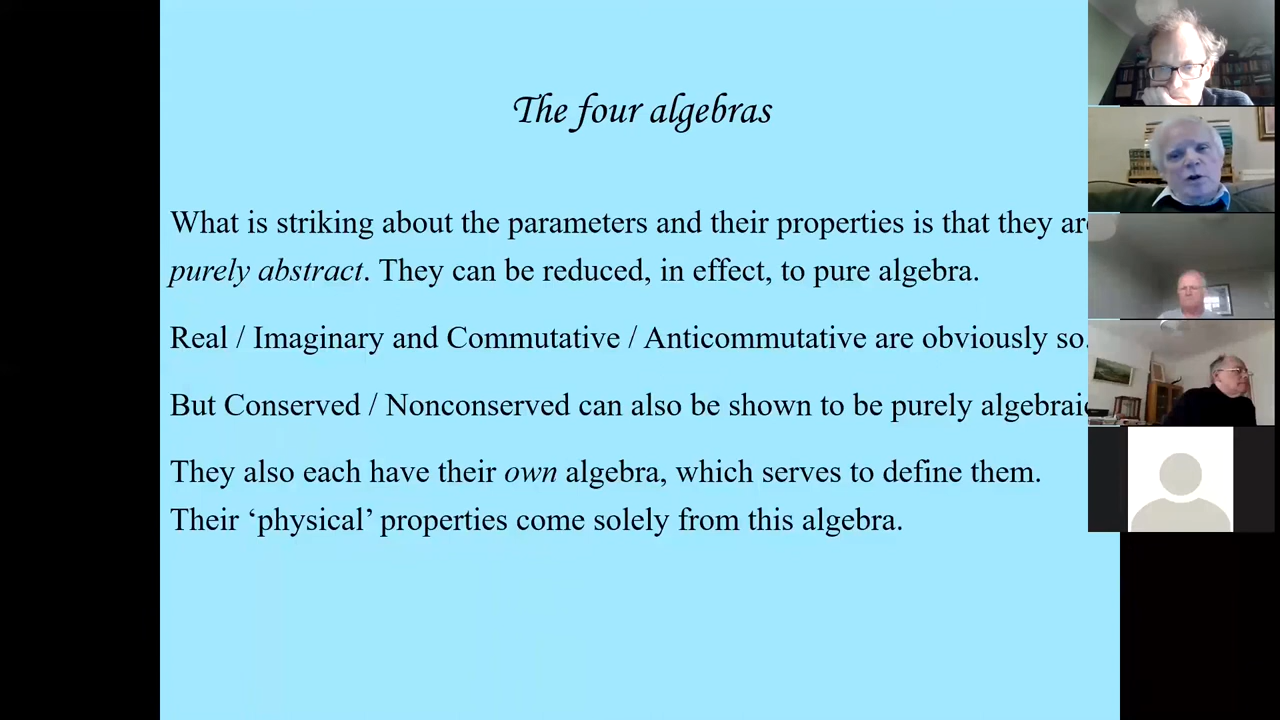 The four algebras
What is striking about the parameters and their properties is that they are
purely abstract. They can be reduced, in effect, to pure algebra.
Real / Imaginary and Commutative / Anticommutative are obviously so.
But Conserved / Nonconserved can also be shown to be purely algebraic
They also each have their own algebra, which serves to define them.
Their ‘physical’ properties come solely from this algebra.